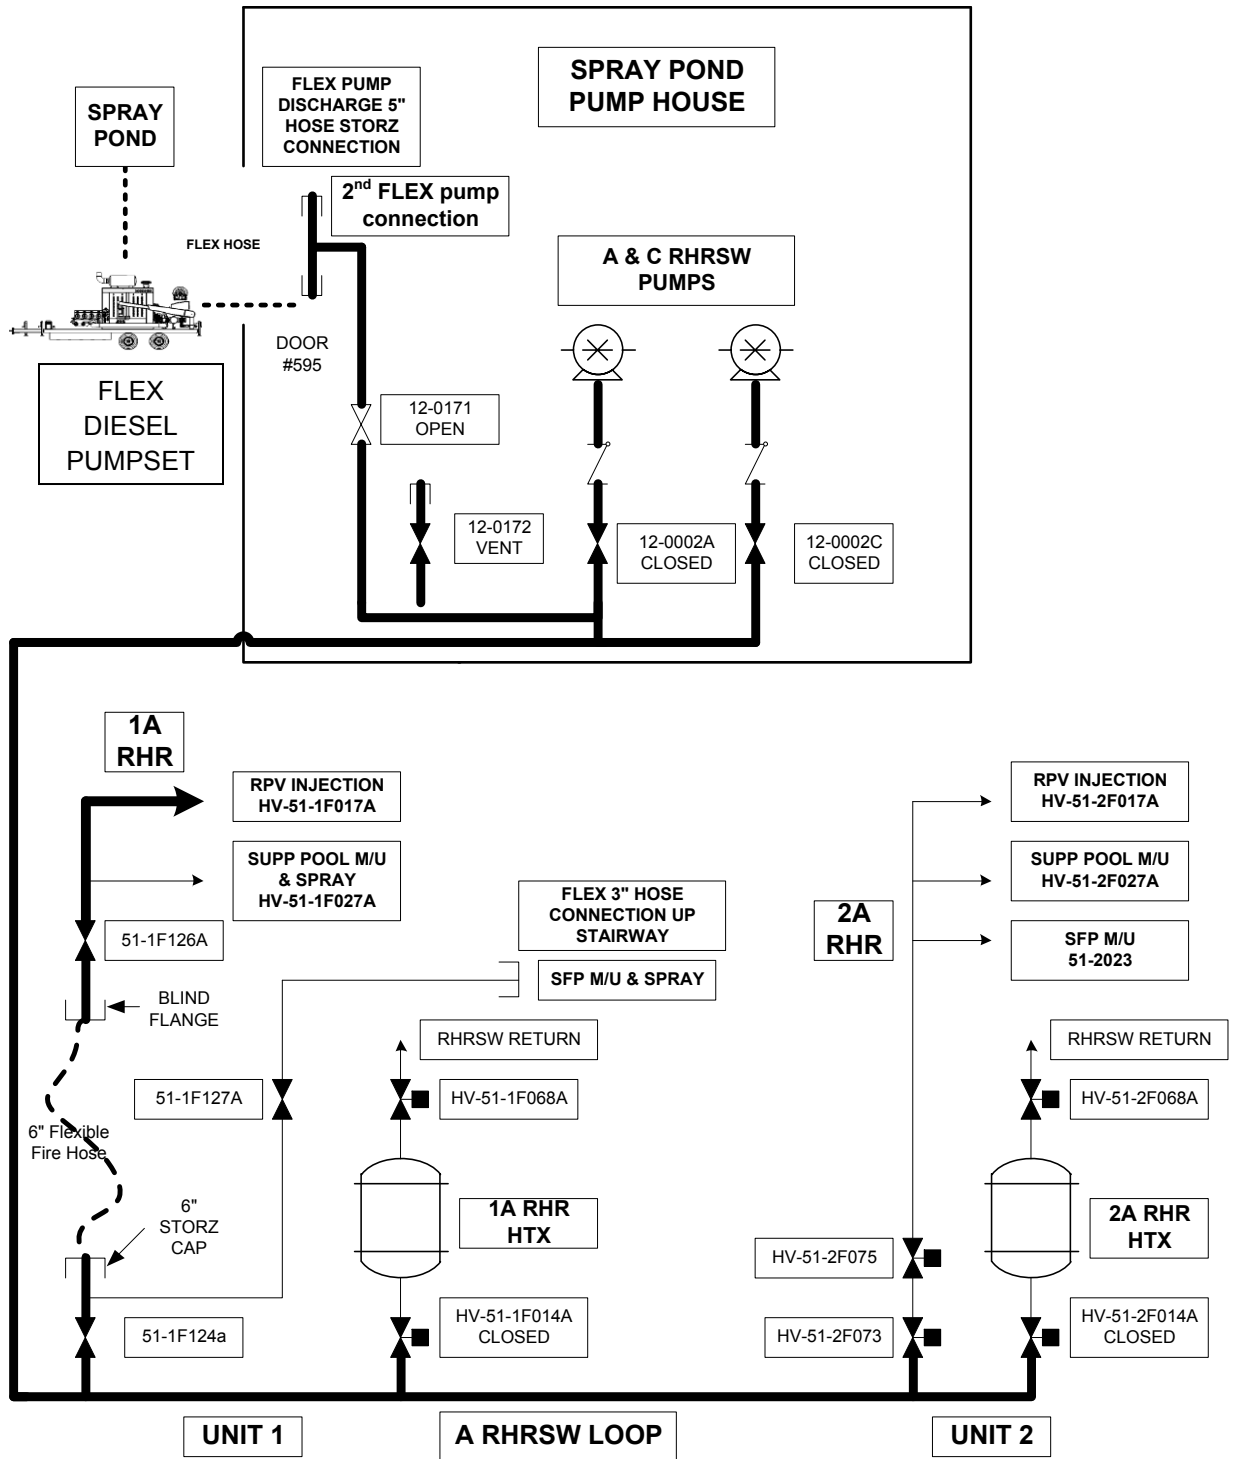 SPRAY POND
PUMP HOUSE
FLEX PUMP
DISCHARGE 5"
HOSE STORZ
CONNECTION
SPRAY
POND
2nd FLEX pump
connection
FLEX HOSE
A & C RHRSW
PUMPS
DOOR
#595
FLEX
DIESEL
PUMPSET
12-0171
OPEN
12-0172
VENT
12-0002A
CLOSED
12-0002C
CLOSED
1A
RHR
RPV INJECTION
HV-51-1F017A
SUPP POOL M/U
& SPRAY
HV-51-1F027A
51-1F126A
BLIND
FLANGE
FLEX 3" HOSE
CONNECTION UP
STAIRWAY
SFP M/U & SPRAY
2A
RHR
RPV INJECTION
HV-51-2F017A
SUPP POOL M/U
HV-51-2F027A
SFP M/U
51-2023
RHRSW RETURN
RHRSW RETURN
51-1F127A
HV-51-1F068A
HV-51-2F068A
6" Flexible
Fire Hose
6"
STORZ
CAP
1A RHR
HTX
2A RHR
HTX
HV-51-2F075
51-1F124a
HV-51-1F014A
CLOSED
HV-51-2F073
HV-51-2F014A
CLOSED
UNIT 1
A RHRSW LOOP
UNIT 2